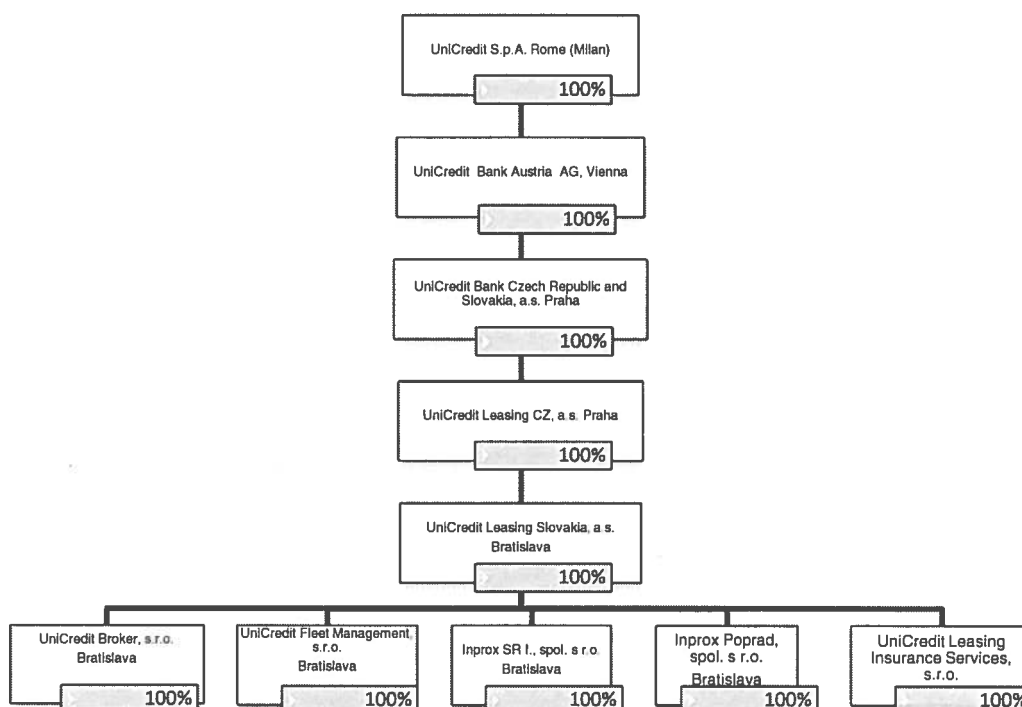 UniCredit S.p.A. Rome (Milan)
100%
UniCredit Bank Austria AG, Vienna
100%
UniCredit Bank Czech Republic and
Slovakia, a.s. Praha
100%
UniCredit Leasing CZ, a.s. Praha
100%
UniCredit Leasing Slovakia, a.s.
Bratislava
100%
UniCredit Broker, s.r.o.
Bratislava
100%
UniCredit Fleet Management,
s.r.o.
Bratislava
100%
Inprox SR I., spol. s r.o.
Bratislava
100%
Inprox Poprad,
spol. s r.o.
Bratislava
100%
UniCredit Leasing
Insurance Services,
s.r.o.
100%